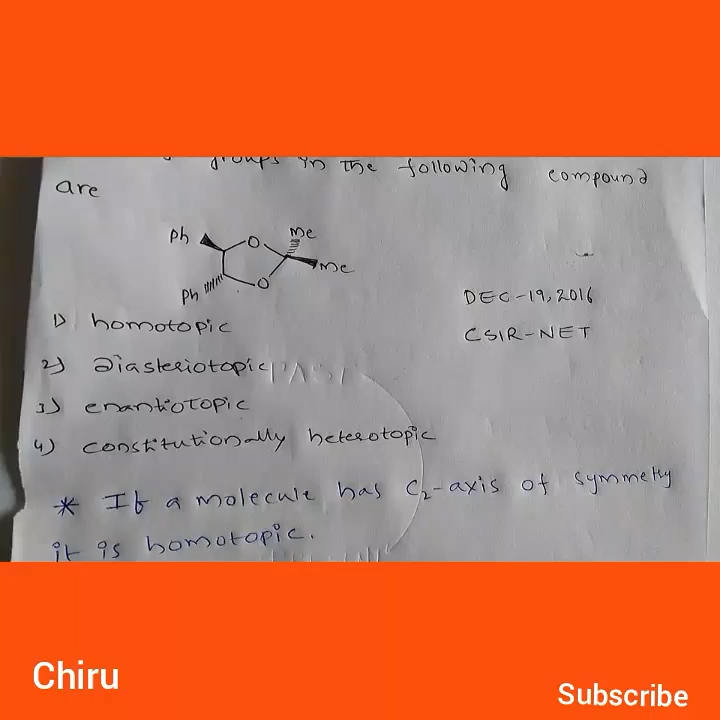 groups in the following compound
are
Ph
O
Me
Me
Ph
O
DEC-19, 2016
1) homotopic
CSIR-NET
2) Diasteriotopic
3) enantiotopic
4) constitutionally heterotopic
* If a molecule has C2-axis of symmetry
it is homotopic.
Chiru
Subscribe